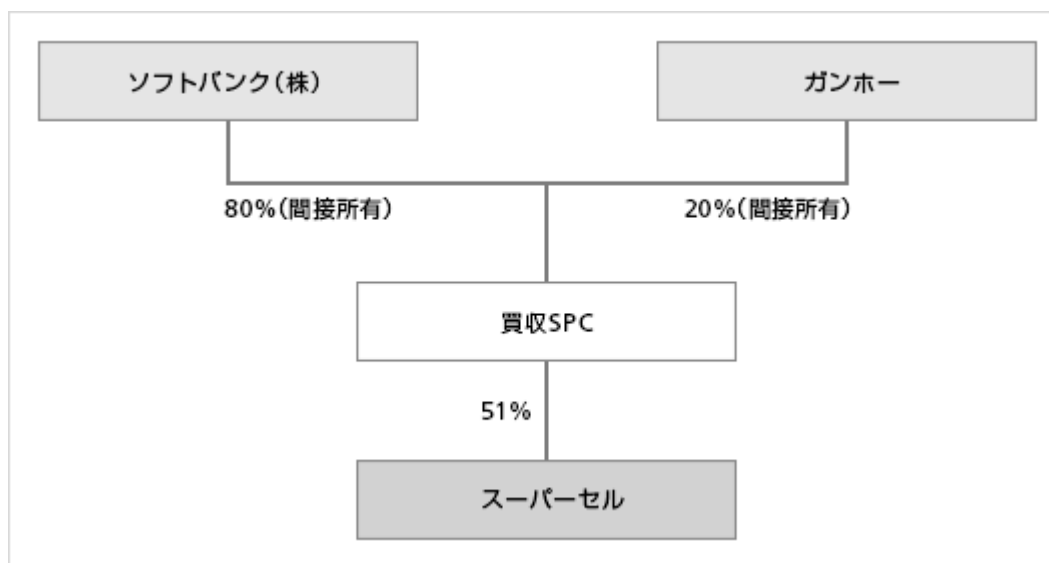 ソフトバンク(株)
ガンホー
80%(間接所有)
20%(間接所有)
買収SPC
51%
スーパーセル